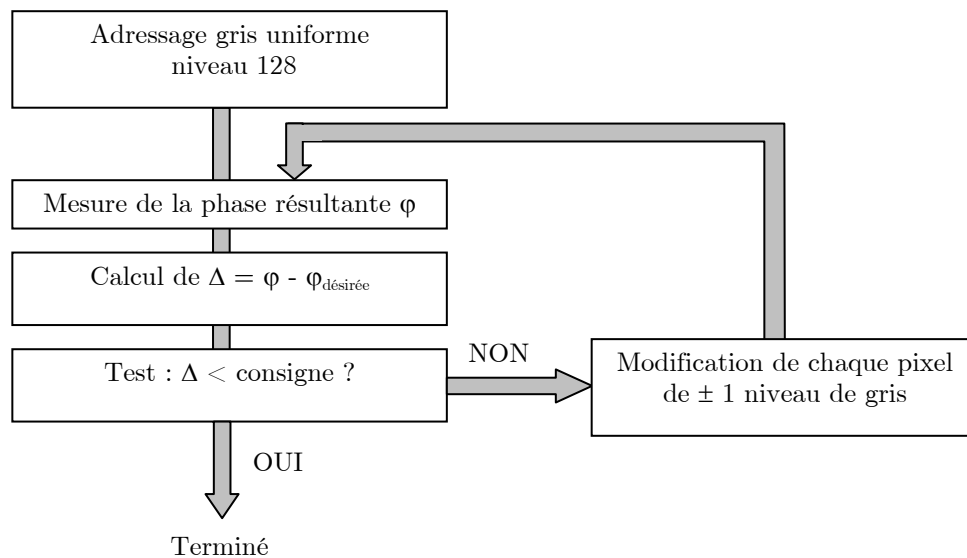 Adressage gris uniforme
niveau 128
Mesure de la phase résultante φ
Calcul de Δ = φ - φdésirée
Test : Δ < consigne ?
NON
Modification de chaque pixel
de ± 1 niveau de gris
OUI
Terminé